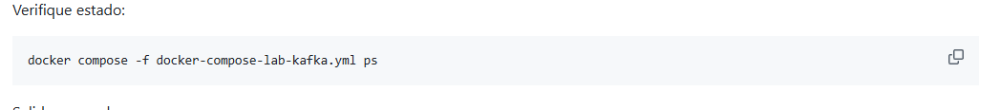 Verifique estado:
docker compose -f docker-compose-lab-kafka.yml ps